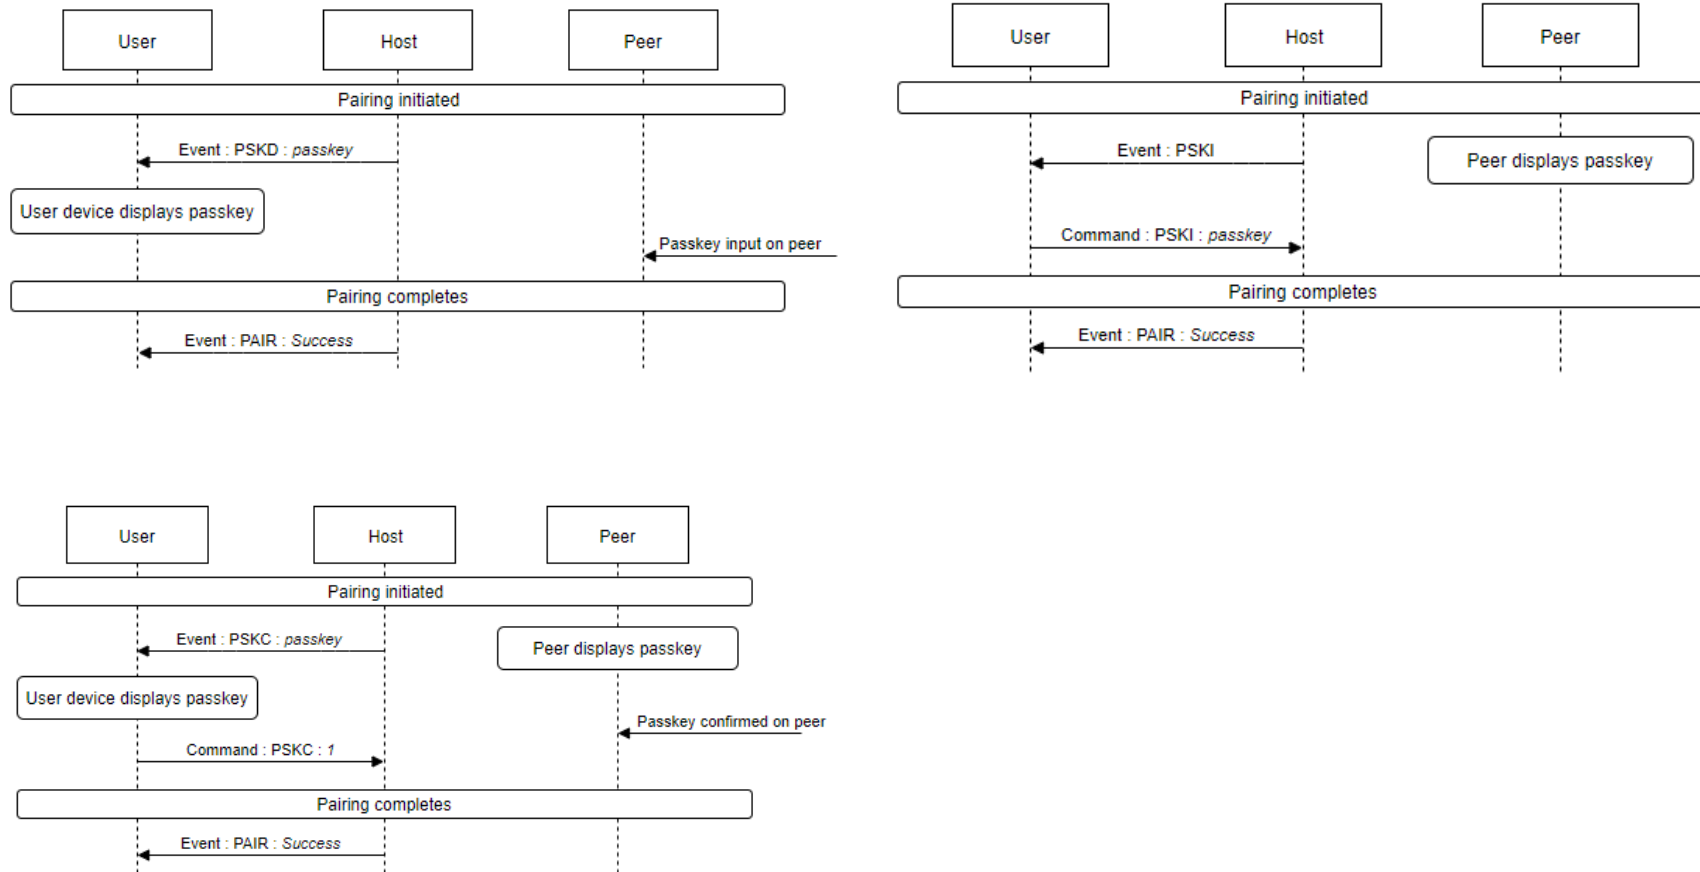 User
Host
Peer
Pairing initiated
Event : PSKD : passkey
User device displays passkey
Passkey input on peer
Pairing completes
Event : PAIR : Success
User
Host
Peer
Pairing initiated
Event : PSKI
Peer displays passkey
Command : PSKI : passkey
Pairing completes
Event : PAIR : Success
User
Host
Peer
Pairing initiated
Event : PSKC : passkey
Peer displays passkey
User device displays passkey
Passkey confirmed on peer
Command : PSKC : 1
Pairing completes
Event : PAIR : Success